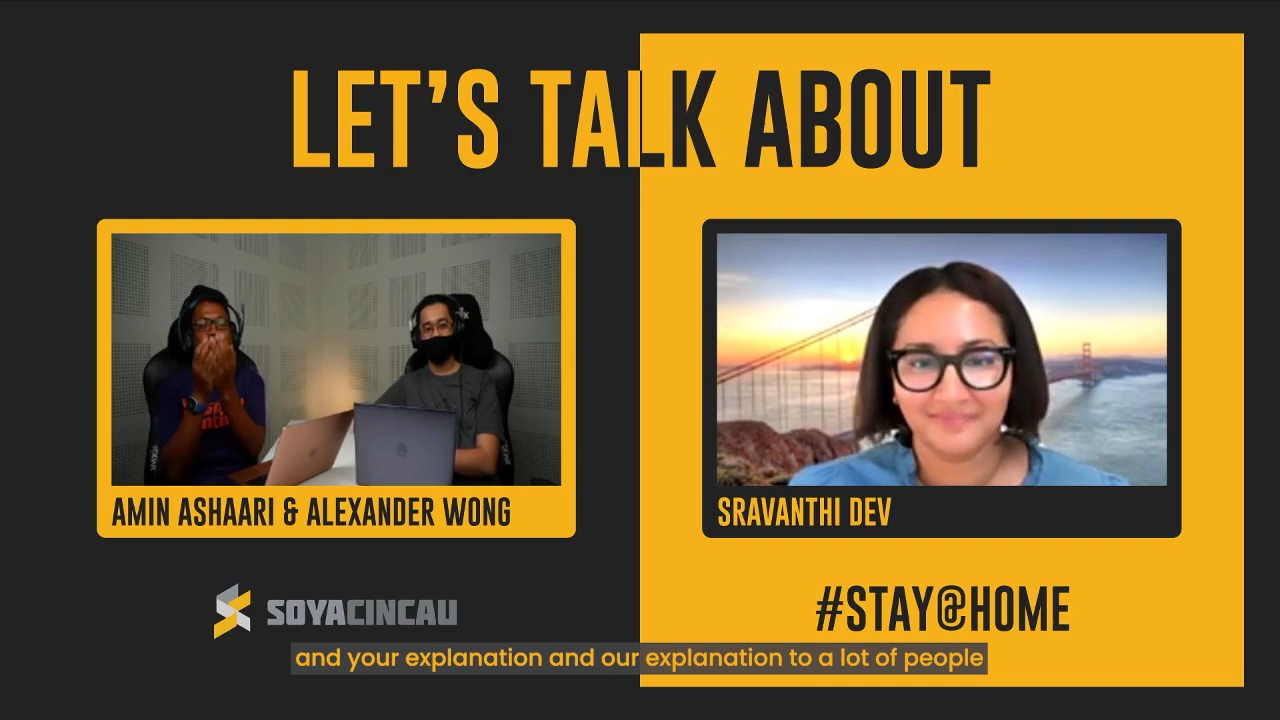 LET'S TALK ABOUT
AMIN ASHAARI & ALEXANDER WONG
SRAVANTHI DEV
SOYACINCAU
#STAY@HOME
and your explanation and our explanation to a lot of people